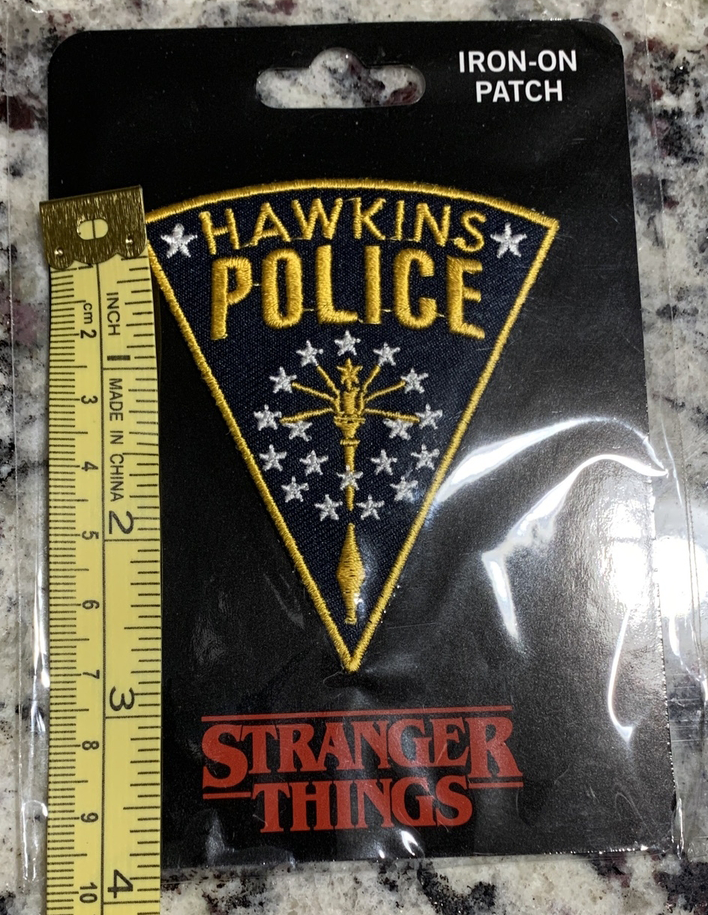 IRON-ON
PATCH
HAWKINS
POLICE
STRANGER
THINGS
INCH 1 MADE IN CHINA 2 3 4
cm 2 3 4 5 6 7 8 9 10